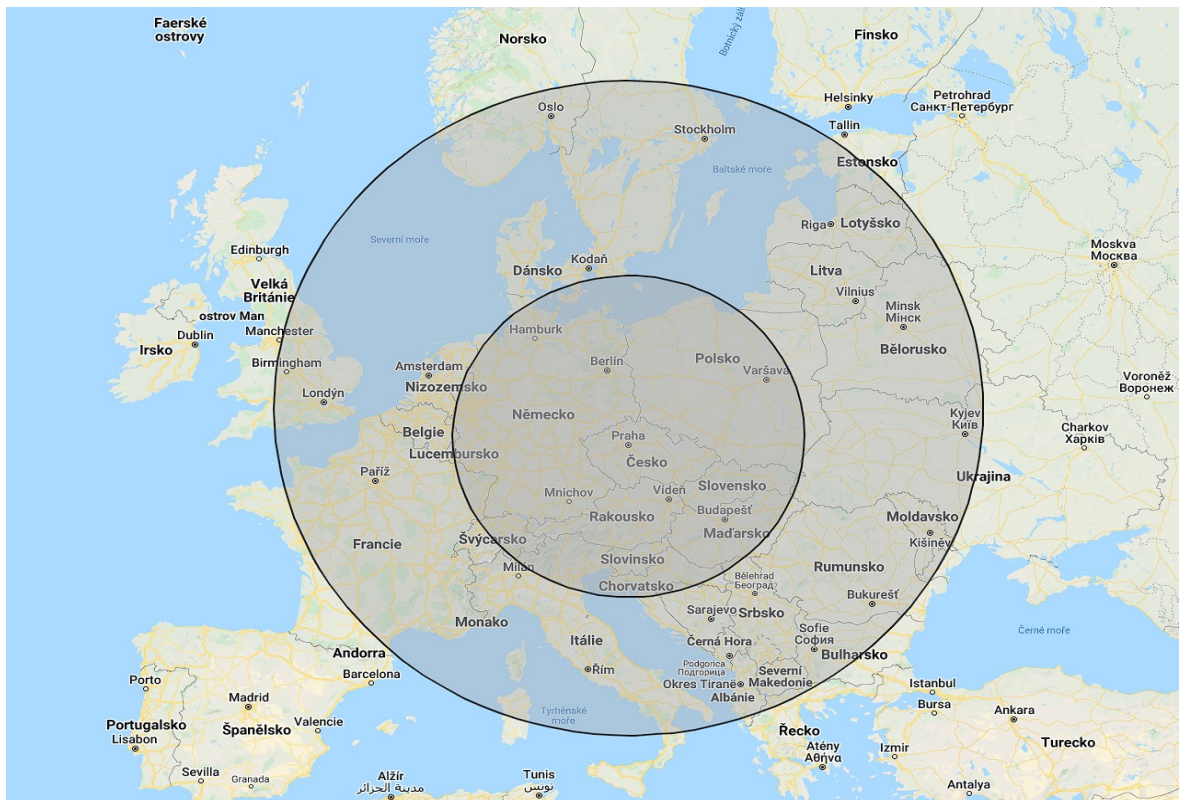 Faerské
ostrovy
Norsko
Botnický záliv
Finsko
Oslo
Helsinky
Petrohrad
Санкт-Петербург
Stockholm
Tallin
Estonsko
Baltské moře
Riga
Lotyšsko
Severní moře
Edinburgh
Moskva
Москва
Kodaň
Dánsko
Litva
Velká
Británie
Vilnius
Minsk
Мінск
ostrov Man
Hamburk
Dublin
Manchester
Irsko
Bělorusko
Birmingham
Amsterdam
Berlín
Polsko
Varšava
Nizozemsko
Voroněž
Воронеж
Londýn
Německo
Kyjev
Київ
Belgie
Praha
Charkov
Харків
Lucembursko
Česko
Paříž
Ukrajina
Slovensko
Mnichov
Vídeň
Budapešť
Rakousko
Moldavsko
Maďarsko
Francie
Švýcarsko
Kišiněv
Slovinsko
Milán
Rumunsko
Chorvatsko
Bělehrad
Београд
Bukurešť
Sarajevo
Srbsko
Monako
Sofie
София
Černé moře
Itálie
Černá Hora
Andorra
Bulharsko
Podgorica
Подгорица
Řím
Severní
Makedonie
Barcelona
Porto
Okres Tiranë
Istanbul
Madrid
Albánie
Bursa
Ankara
Tyrhénské
moře
Portugalsko
Španělsko
Valencie
Řecko
Lisabon
Turecko
Atény
Αθήνα
Izmir
Sevilla
Granada
Alžír
مدينة الجزائر
Tunis
تونس
Antalya